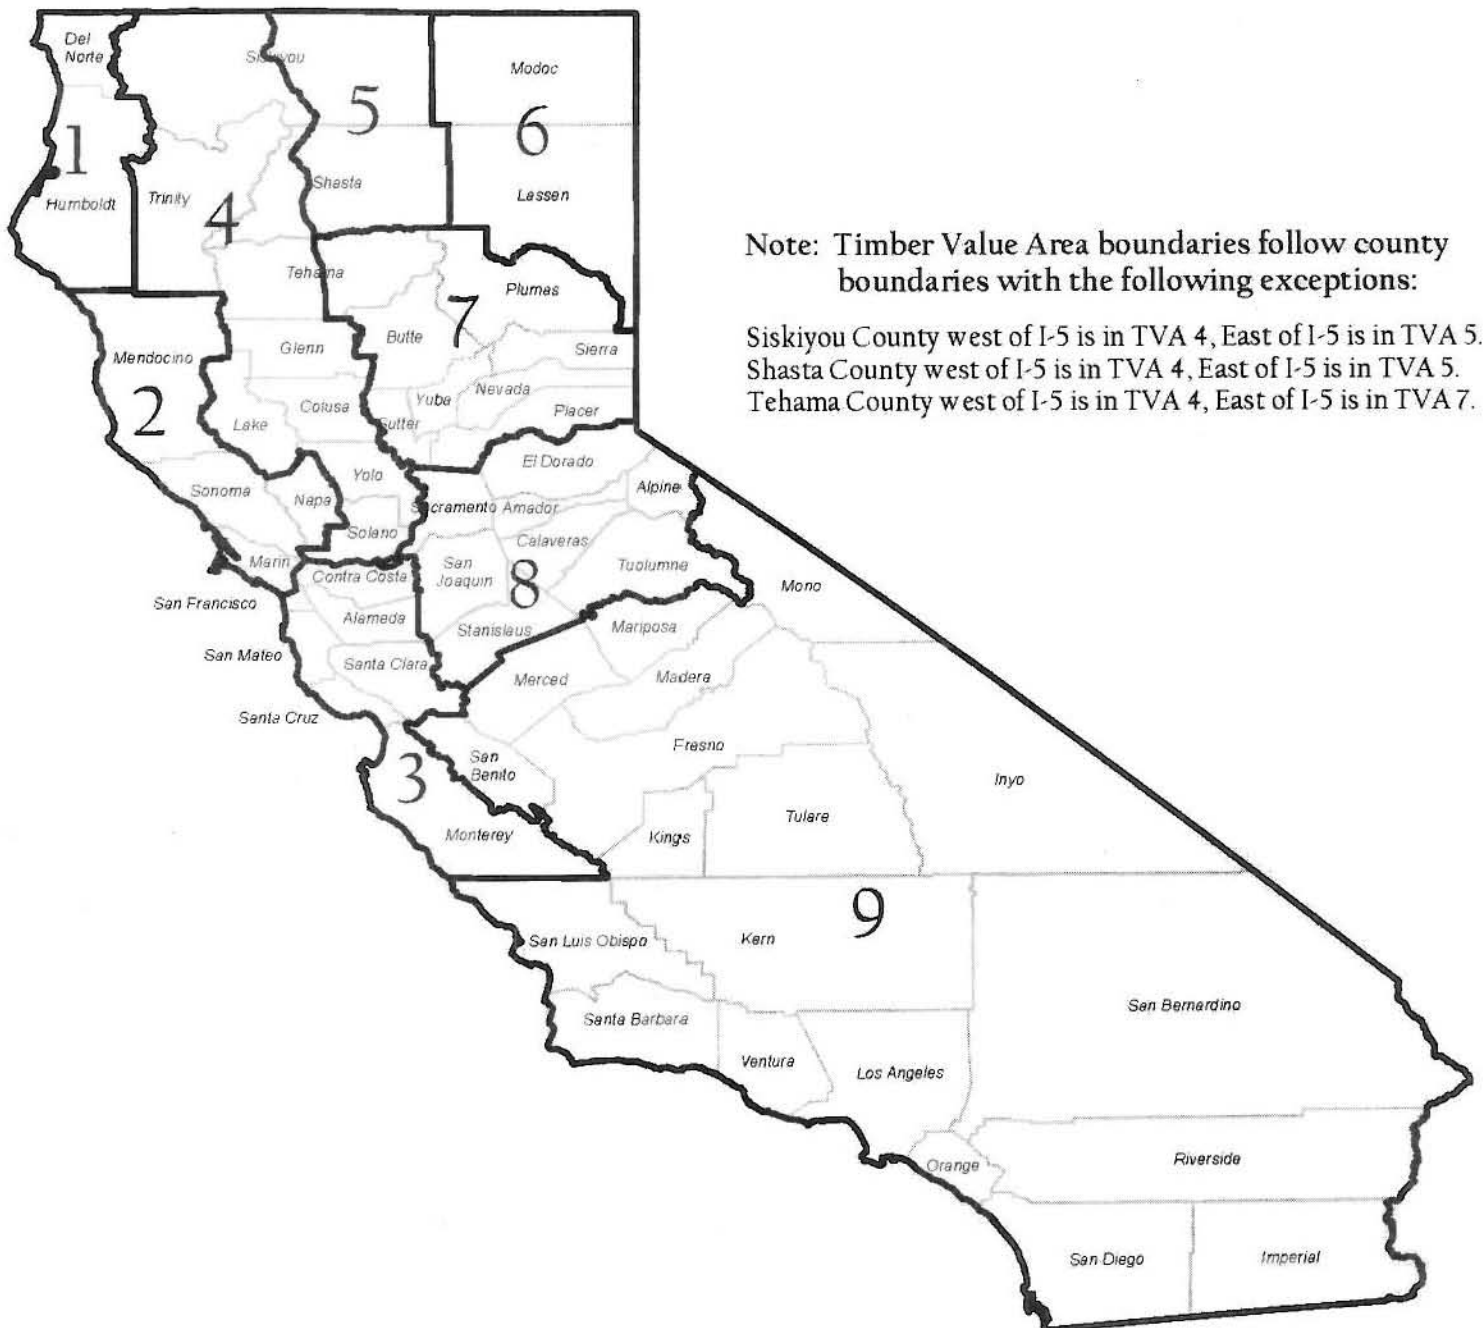 Del
Norte
Siskiyou
Modoc
5
6
1
Humboldt
Trinity
4
Shasta
Lassen
Note: Timber Value Area boundaries follow county
boundaries with the following exceptions:
Siskiyou County west of I-5 is in TVA 4, East of I-5 is in TVA 5.
Shasta County west of I-5 is in TVA 4, East of I-5 is in TVA 5.
Tehama County west of I-5 is in TVA 4, East of I-5 is in TVA 7.
Tehama
7
Plumas
Mendocino
Glenn
Butte
Sierra
2
Lake
Colusa
Sutter
Yuba
Nevada
Placer
Sonoma
Napa
Yolo
El Dorado
Solano
Sacramento
Amador
Alpine
Marin
Contra Costa
San
Joaquin
Calaveras
8
Tuolumne
Mono
San Francisco
Alameda
Stanislaus
Mariposa
San Mateo
Santa Clara
Merced
Madera
Santa Cruz
3
San
Benito
Fresno
Inyo
Monterey
Kings
Tulare
9
San Luis Obispo
Kern
Santa Barbara
Ventura
Los Angeles
San Bernardino
Orange
Riverside
San Diego
Imperial